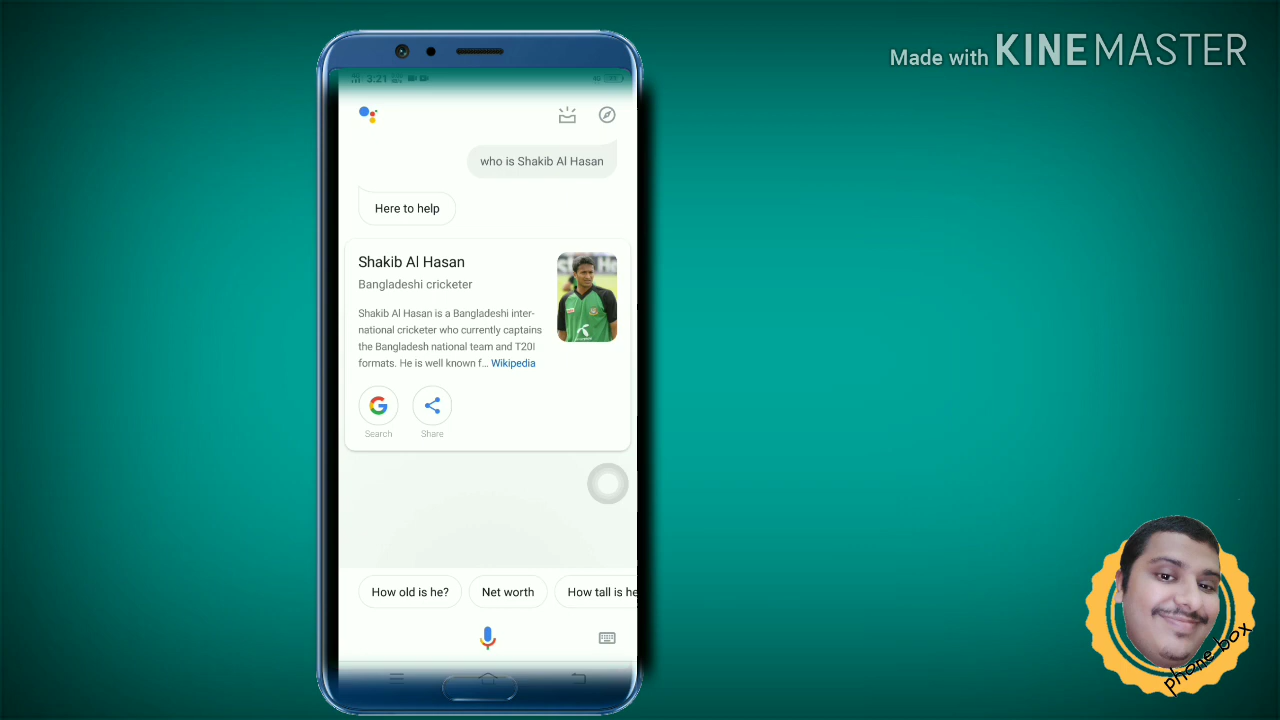 Made with KINEMASTER
3:21
who is Shakib Al Hasan
Here to help
Shakib Al Hasan
Bangladeshi cricketer
Shakib Al Hasan is a Bangladeshi inter-
national cricketer who currently captains
the Bangladesh national team and T20I
formats. He is well known f... Wikipedia
Search Share
How old is he? Net worth How tall is he
phone box